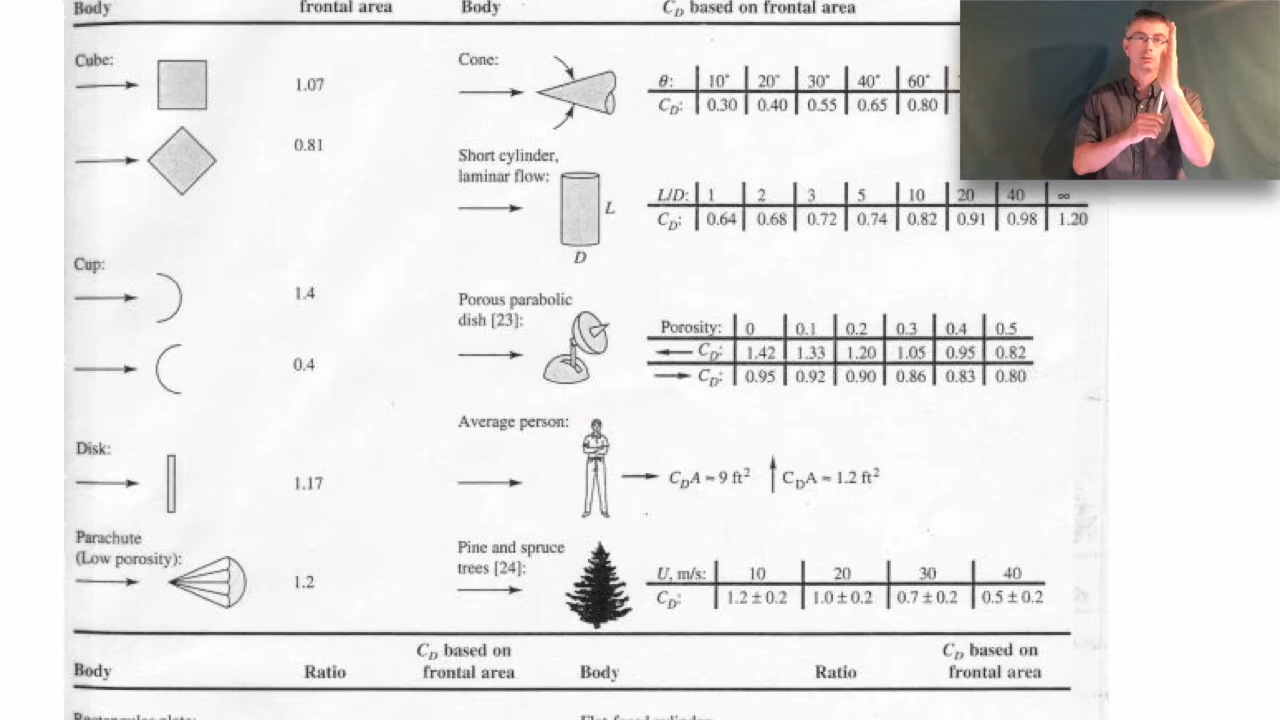 Body frontal area Body C_D based on frontal area
Cube:
1.07
0.81
Cup:
1.4
0.4
Disk:
1.17
Parachute
(Low porosity):
1.2
Cone:
θ: 10° 20° 30° 40° 60°
C_D: 0.30 0.40 0.55 0.65 0.80
Short cylinder,
laminar flow:
L
D
L/D: 1 2 3 5 10 20 40 ∞
C_D: 0.64 0.68 0.72 0.74 0.82 0.91 0.98 1.20
Porous parabolic
dish [23]:
Porosity: 0 0.1 0.2 0.3 0.4 0.5
← C_D: 1.42 1.33 1.20 1.05 0.95 0.82
→ C_D: 0.95 0.92 0.90 0.86 0.83 0.80
Average person:
→ C_DA ≈ 9 ft² ↑ C_DA ≈ 1.2 ft²
Pine and spruce
trees [24]:
U, m/s: 10 20 30 40
C_D: 1.2 ± 0.2 1.0 ± 0.2 0.7 ± 0.2 0.5 ± 0.2
C_D based on C_D based on
Body Ratio frontal area Body Ratio frontal area
Rectangular plate: Flat-faced cylinder